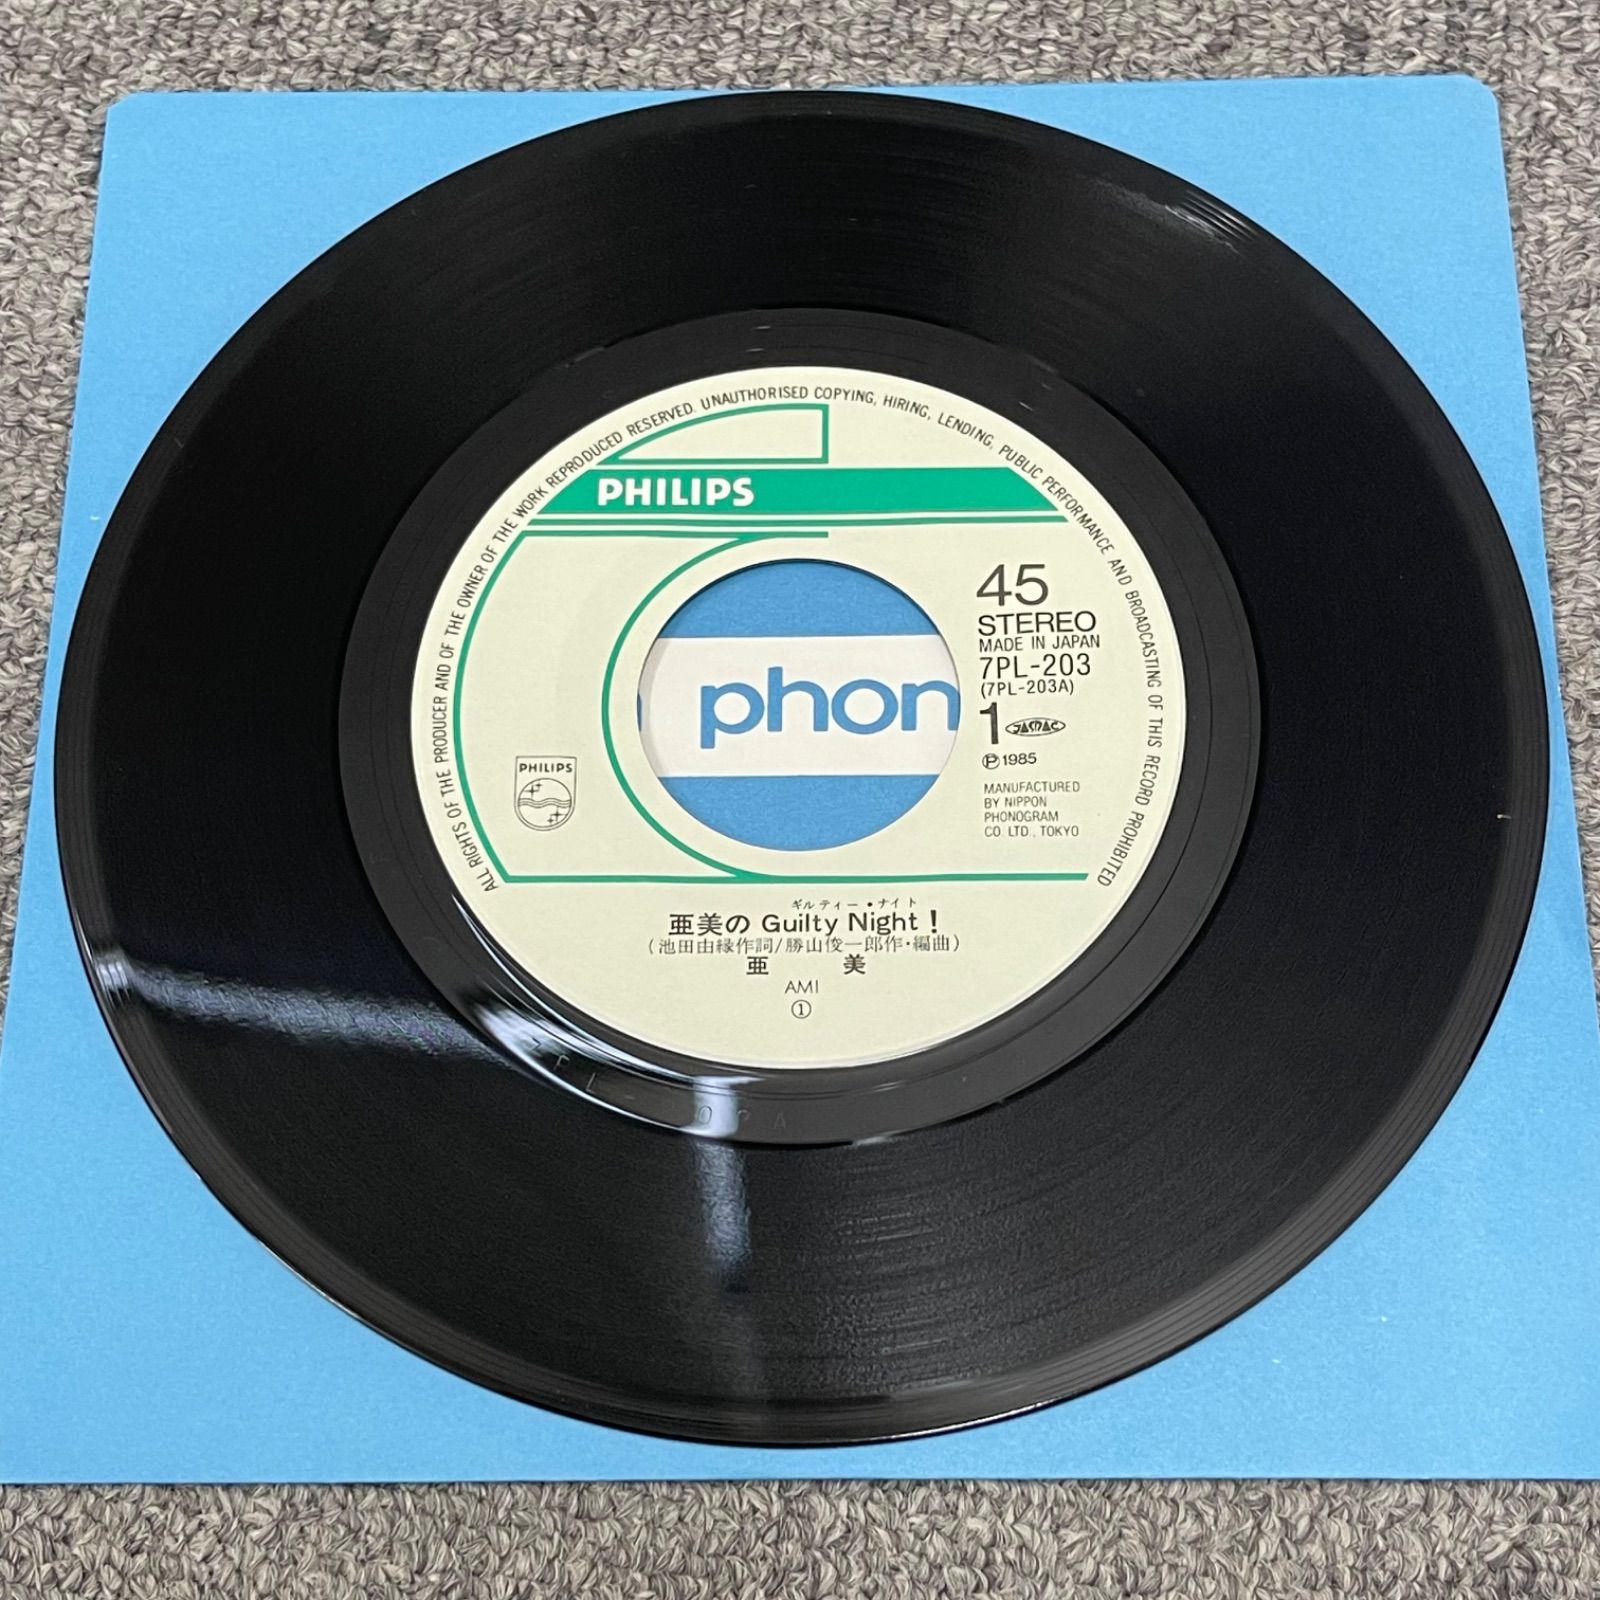 ALL RIGHTS OF THE PRODUCER AND OF THE OWNER OF THE WORK REPRODUCED RESERVED. UNAUTHORISED COPYING, HIRING, LENDING, PUBLIC PERFORMANCE AND BROADCASTING OF THIS RECORD PROHIBITED
PHILIPS
45
STEREO
MADE IN JAPAN
7PL-203
(7PL-203A)
1 JASRAC
Ⓟ1985
MANUFACTURED
BY NIPPON
PHONOGRAM
CO. LTD., TOKYO
PHILIPS
phon
ギルティー・ナイト
亜美の Guilty Night!
(池田由縁作詞/勝山俊一郎作・編曲)
亜 美
AMI
①